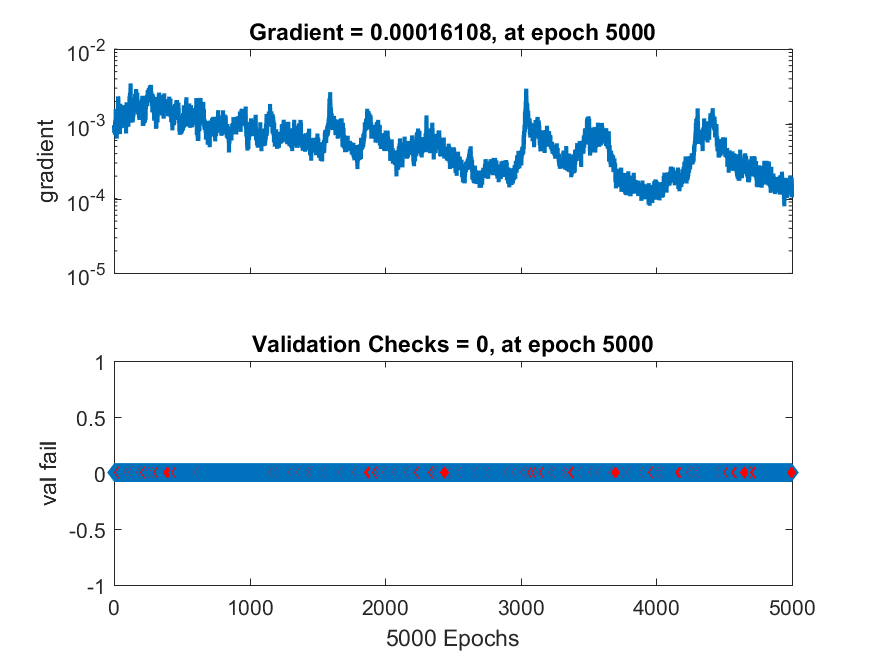 Gradient = 0.00016108, at epoch 5000
10-2
10-3
10-4
10-5
gradient
Validation Checks = 0, at epoch 5000
1
0.5
0
-0.5
-1
val fail
0 1000 2000 3000 4000 5000
5000 Epochs